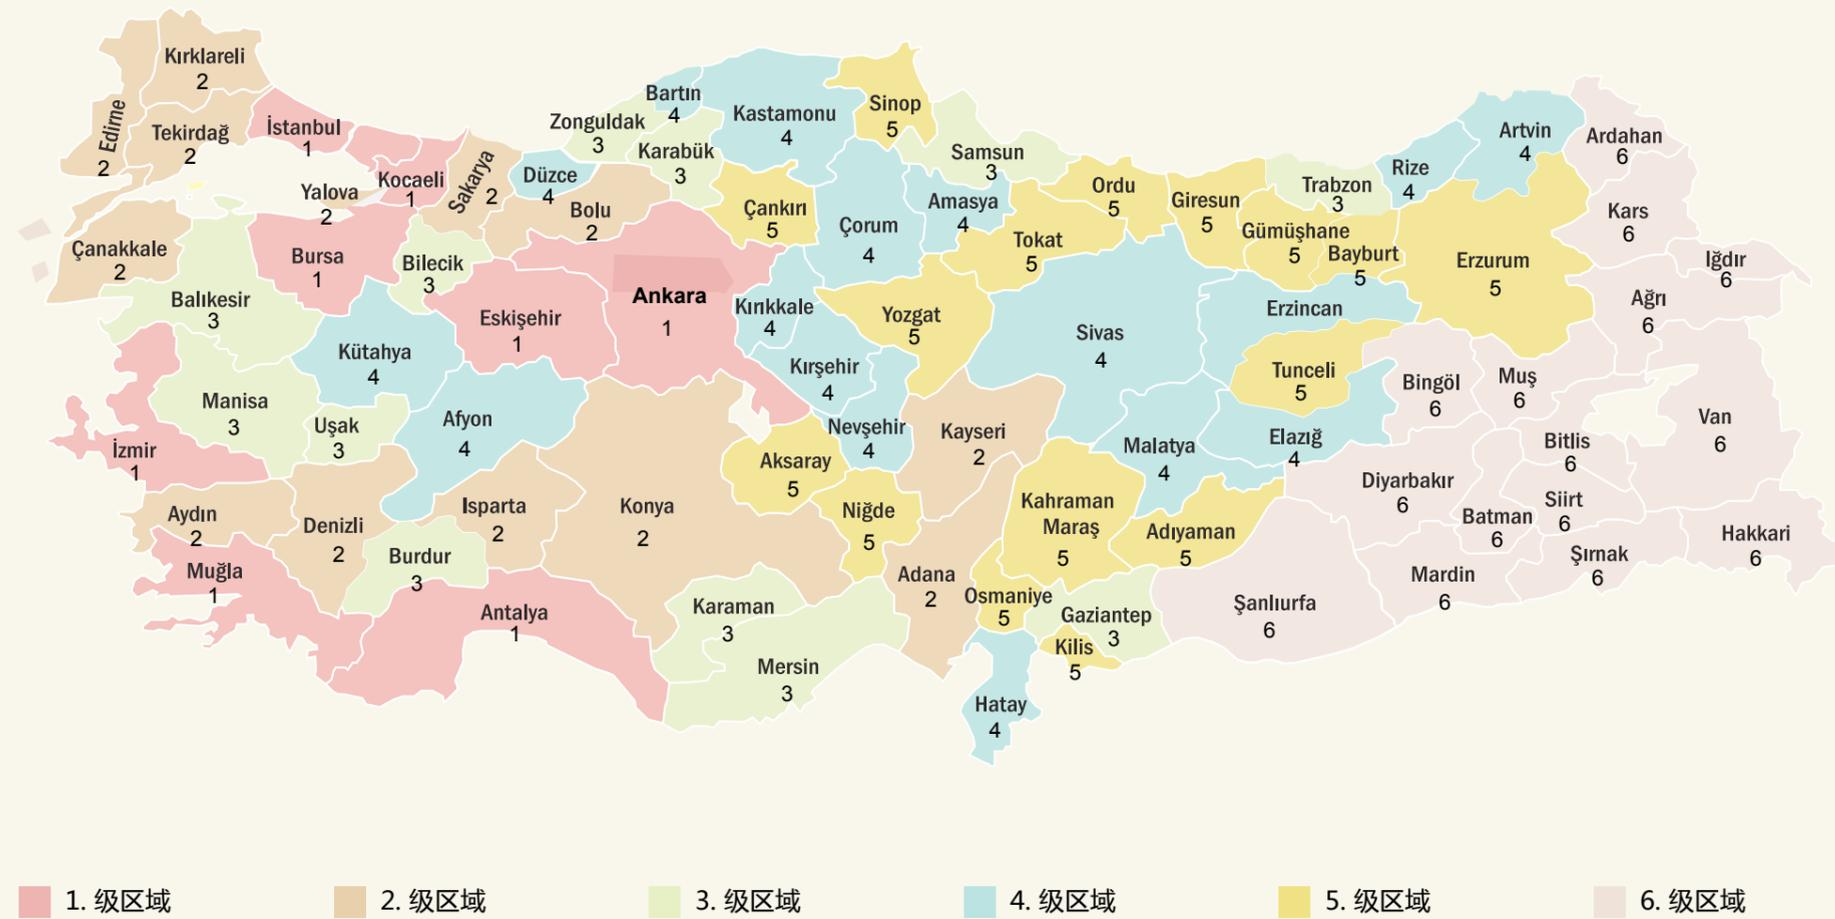 Kırklareli
2
Edirne
2
Tekirdağ
2
İstanbul
1
Yalova
2
Kocaeli
1
Sakarya
2
Düzce
4
Bolu
2
Zonguldak
3
Bartın
4
Karabük
3
Kastamonu
4
Sinop
5
Samsun
3
Çankırı
5
Çorum
4
Amasya
4
Tokat
5
Ordu
5
Giresun
5
Gümüşhane
5
Trabzon
3
Bayburt
5
Rize
4
Artvin
4
Ardahan
6
Kars
6
Iğdır
6
Ağrı
6
Erzurum
5
Erzincan
Çanakkale
2
Balıkesir
3
Bursa
1
Bilecik
3
Eskişehir
1
Ankara
1
Kırıkkale
4
Kırşehir
4
Yozgat
5
Sivas
4
Tunceli
5
Bingöl
6
Muş
6
Van
6
Bitlis
6
Kütahya
4
Manisa
3
Uşak
3
Afyon
4
İzmir
1
Aydın
2
Denizli
2
Isparta
2
Burdur
3
Muğla
1
Antalya
1
Konya
2
Aksaray
5
Nevşehir
4
Niğde
5
Kayseri
2
Malatya
4
Elazığ
4
Diyarbakır
6
Batman
6
Siirt
6
Şırnak
6
Hakkari
6
Mardin
6
Şanlıurfa
6
Adıyaman
5
Kahraman
Maraş
5
Adana
2
Osmaniye
5
Gaziantep
3
Kilis
5
Hatay
4
Karaman
3
Mersin
3
1. 级区域
2. 级区域
3. 级区域
4. 级区域
5. 级区域
6. 级区域